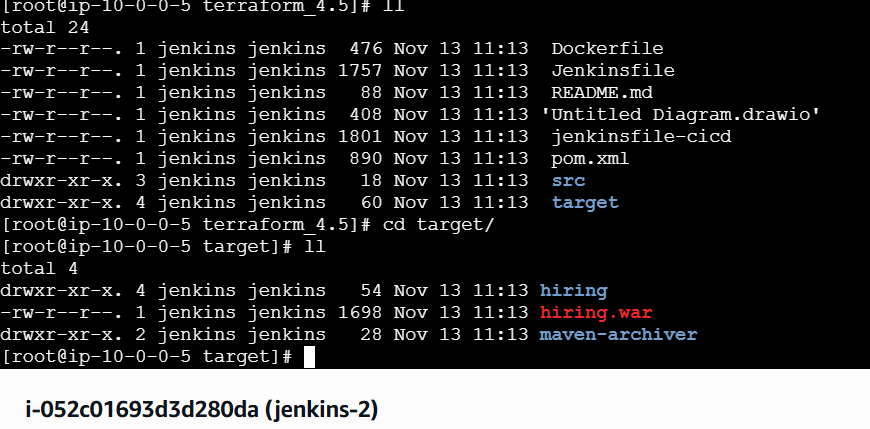 [root@ip-10-0-0-5 terraform_4.5]# ll
total 24
-rw-r--r--. 1 jenkins jenkins  476 Nov 13 11:13  Dockerfile
-rw-r--r--. 1 jenkins jenkins 1757 Nov 13 11:13  Jenkinsfile
-rw-r--r--. 1 jenkins jenkins   88 Nov 13 11:13  README.md
-rw-r--r--. 1 jenkins jenkins  408 Nov 13 11:13 'Untitled Diagram.drawio'
-rw-r--r--. 1 jenkins jenkins 1801 Nov 13 11:13  jenkinsfile-cicd
-rw-r--r--. 1 jenkins jenkins  890 Nov 13 11:13  pom.xml
drwxr-xr-x. 3 jenkins jenkins   18 Nov 13 11:13  src
drwxr-xr-x. 4 jenkins jenkins   60 Nov 13 11:13  target
[root@ip-10-0-0-5 terraform_4.5]# cd target/
[root@ip-10-0-0-5 target]# ll
total 4
drwxr-xr-x. 4 jenkins jenkins   54 Nov 13 11:13 hiring
-rw-r--r--. 1 jenkins jenkins 1698 Nov 13 11:13 hiring.war
drwxr-xr-x. 2 jenkins jenkins   28 Nov 13 11:13 maven-archiver
[root@ip-10-0-0-5 target]#
i-052c01693d3d280da (jenkins-2)